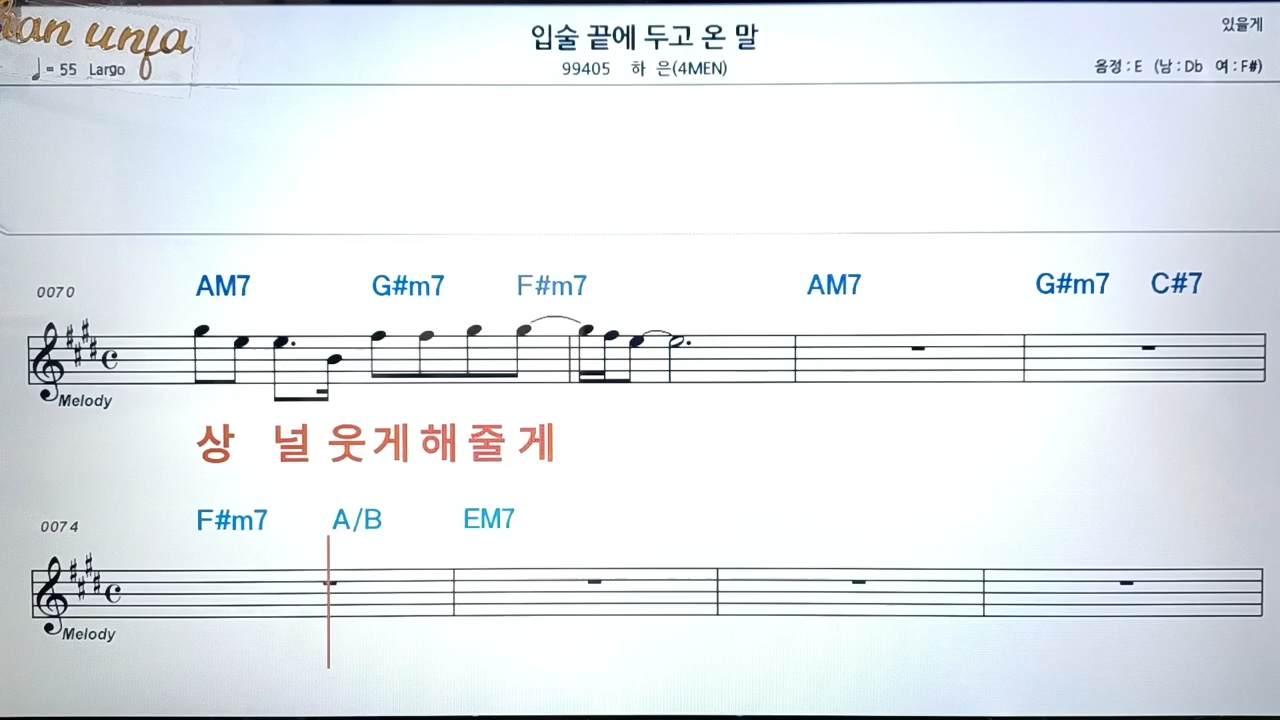 han unja
입술 끝에 두고 온 말
있을게
♩= 55 Largo
99405 하 은(4MEN)
음정 : E (남 : Db 여 : F#)
0070 AM7 G#m7 F#m7 AM7 G#m7 C#7
Melody
상 널 웃게해줄게
0074 F#m7 A/B EM7
Melody